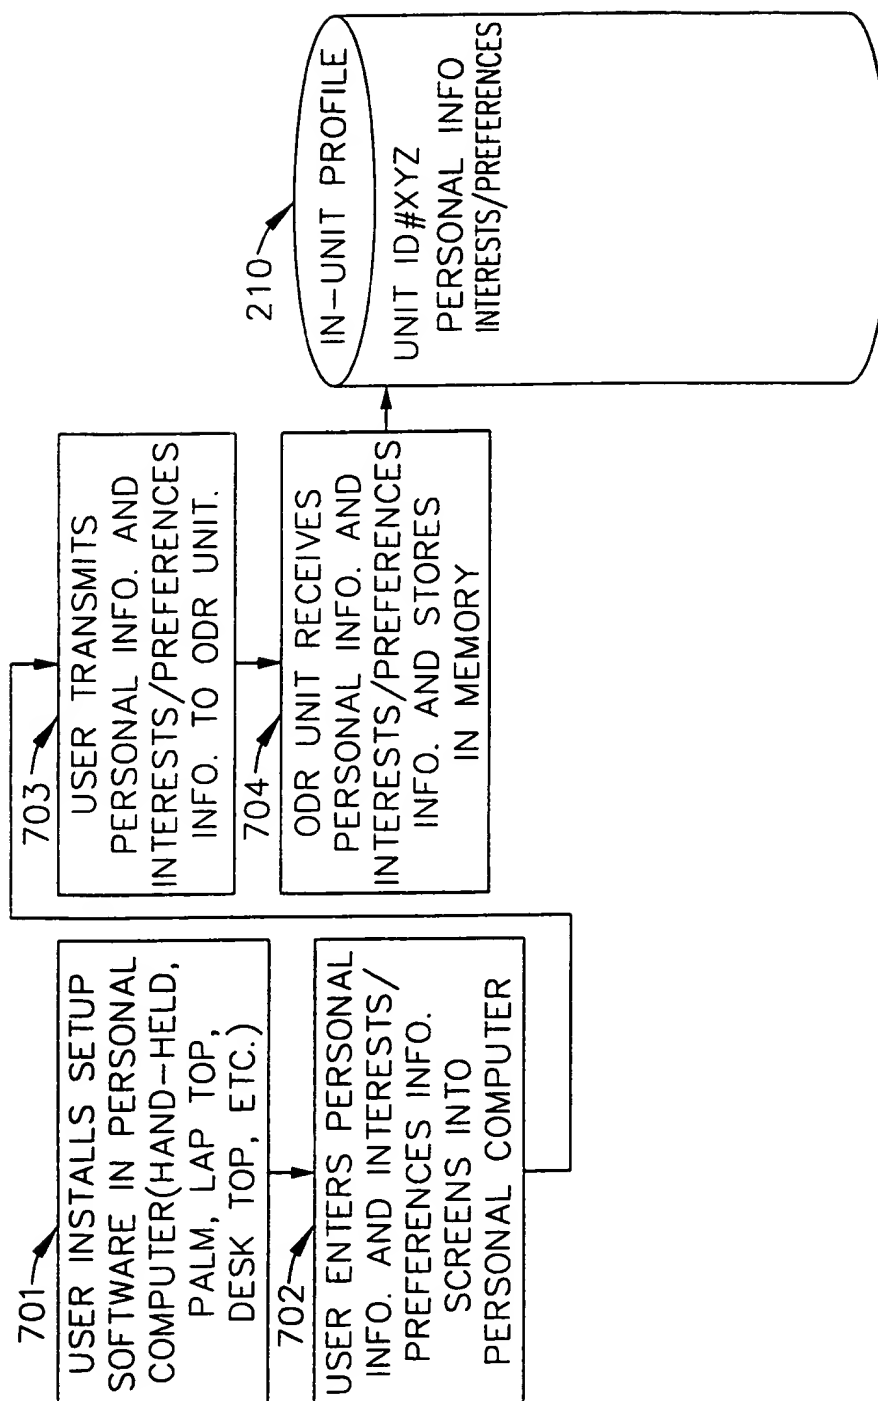 701
USER INSTALLS SETUP
SOFTWARE IN PERSONAL
COMPUTER(HAND-HELD,
PALM, LAP TOP,
DESK TOP, ETC.)
702
USER ENTERS PERSONAL
INFO. AND INTERESTS/
PREFERENCES INFO.
SCREENS INTO
PERSONAL COMPUTER
703
USER TRANSMITS
PERSONAL INFO. AND
INTERESTS/PREFERENCES
INFO. TO ODR UNIT.
704
ODR UNIT RECEIVES
PERSONAL INFO. AND
INTERESTS/PREFERENCES
INFO. AND STORES
IN MEMORY
210
IN-UNIT PROFILE
UNIT ID#XYZ
PERSONAL INFO
INTERESTS/PREFERENCES